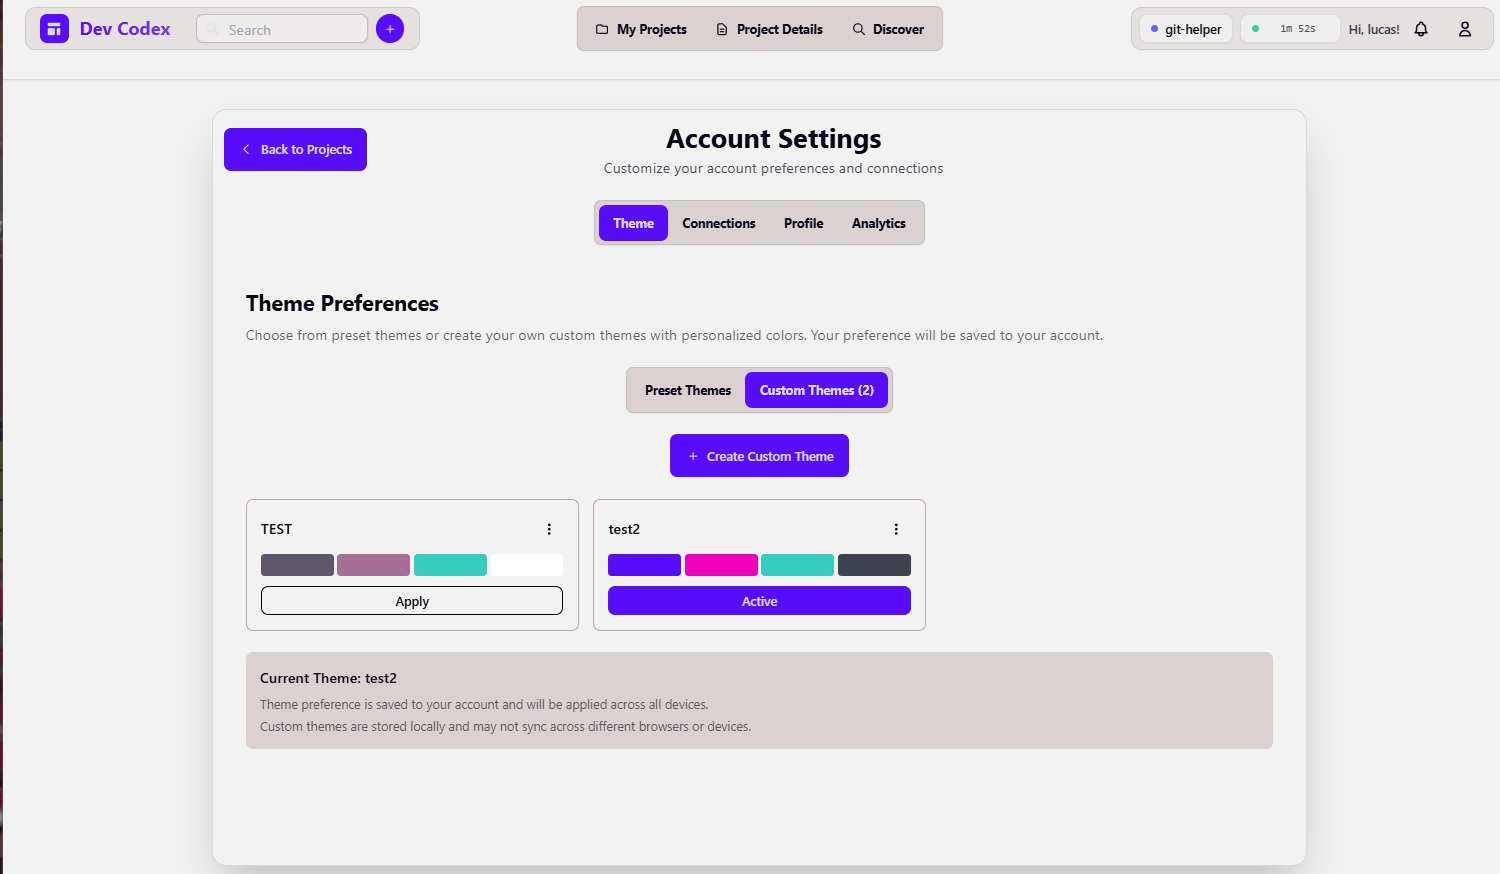 Dev Codex
Search
My Projects
Project Details
Discover
git-helper
1m 52s
Hi, lucas!
Back to Projects
Account Settings
Customize your account preferences and connections
Theme
Connections
Profile
Analytics
Theme Preferences
Choose from preset themes or create your own custom themes with personalized colors. Your preference will be saved to your account.
Preset Themes
Custom Themes (2)
+ Create Custom Theme
TEST
test2
Apply
Active
Current Theme: test2
Theme preference is saved to your account and will be applied across all devices.
Custom themes are stored locally and may not sync across different browsers or devices.